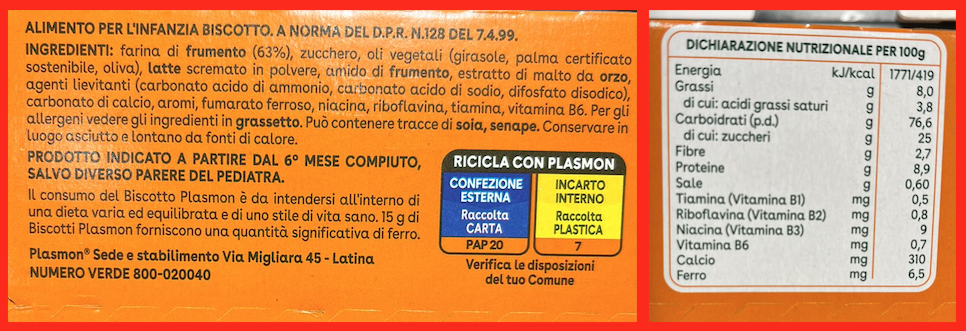 ALIMENTO PER L'INFANZIA BISCOTTO. A NORMA DEL D.P.R. N.128 DEL 7.4.99.
INGREDIENTI: farina di frumento (63%), zucchero, oli vegetali (girasole, palma certificato
sostenibile, oliva), latte scremato in polvere, amido di frumento, estratto di malto da orzo,
agenti lievitanti (carbonato acido di ammonio, carbonato acido di sodio, difosfato disodico),
carbonato di calcio, aromi, fumarato ferroso, niacina, riboflavina, tiamina, vitamina B6. Per gli
allergeni vedere gli ingredienti in grassetto. Può contenere tracce di soia, senape. Conservare in
luogo asciutto e lontano da fonti di calore.
PRODOTTO INDICATO A PARTIRE DAL 6° MESE COMPIUTO,
SALVO DIVERSO PARERE DEL PEDIATRA.
Il consumo del Biscotto Plasmon è da intendersi all'interno di
una dieta varia ed equilibrata e di uno stile di vita sano. 15 g di
Biscotti Plasmon forniscono una quantità significativa di ferro.
Plasmon® Sede e stabilimento Via Migliara 45 - Latina
NUMERO VERDE 800-020040
RICICLA CON PLASMON
CONFEZIONE
ESTERNA
Raccolta
CARTA
PAP 20
INCARTO
INTERNO
Raccolta
PLASTICA
7
Verifica le disposizioni
del tuo Comune
DICHIARAZIONE NUTRIZIONALE PER 100g
Energia kJ/kcal 1771/419
Grassi g 8,0
di cui: acidi grassi saturi g 3,8
Carboidrati (p.d.) g 76,6
di cui: zuccheri g 25
Fibre g 2,7
Proteine g 8,9
Sale g 0,60
Tiamina (Vitamina B1) mg 0,5
Riboflavina (Vitamina B2) mg 0,8
Niacina (Vitamina B3) mg 9
Vitamina B6 mg 0,7
Calcio mg 310
Ferro mg 6,5